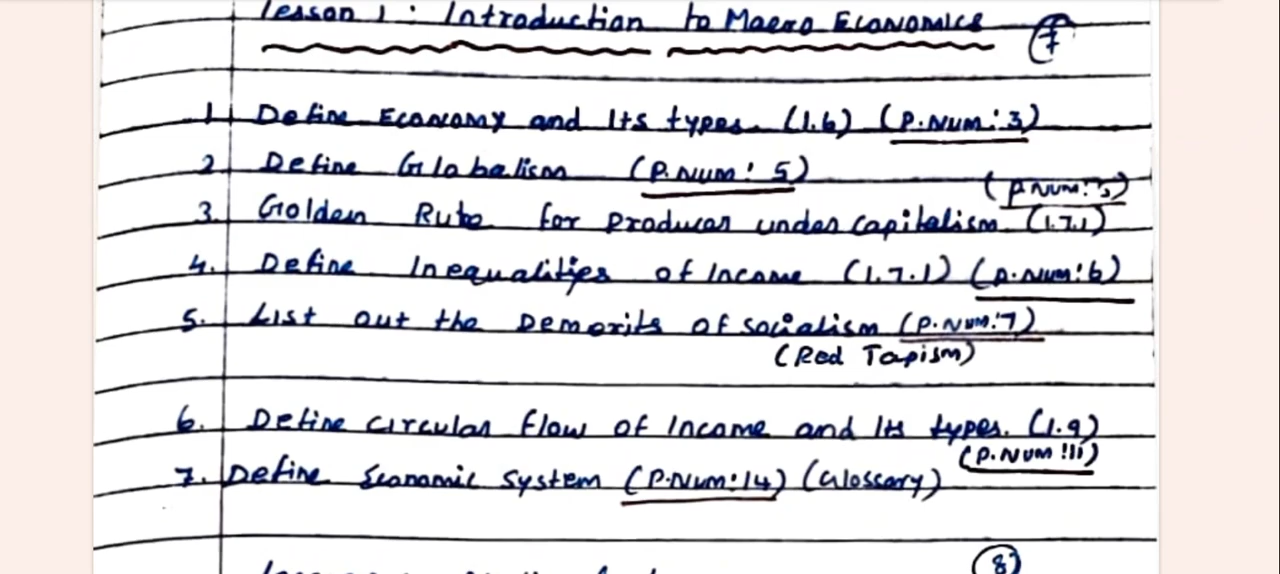 Lesson 1 : Introduction to Macro Economics 7
1. Define Economy and Its types. (1.6) (P.Num: 3)
2. Define Globalism (P.Num: 5)
(P.Num: 5)
3. Golden Rule for Producer under capitalism. (1.7.1)
4. Define Inequalities of Income (1.7.1) (P.Num: 6)
5. List out the Demerits of socialism (P.Num: 7)
(Red Tapism)
6. Define circular flow of Income and Its types. (1.9)
(P.Num: 11)
7. Define Economic System (P.Num: 14) (Glossary)
8